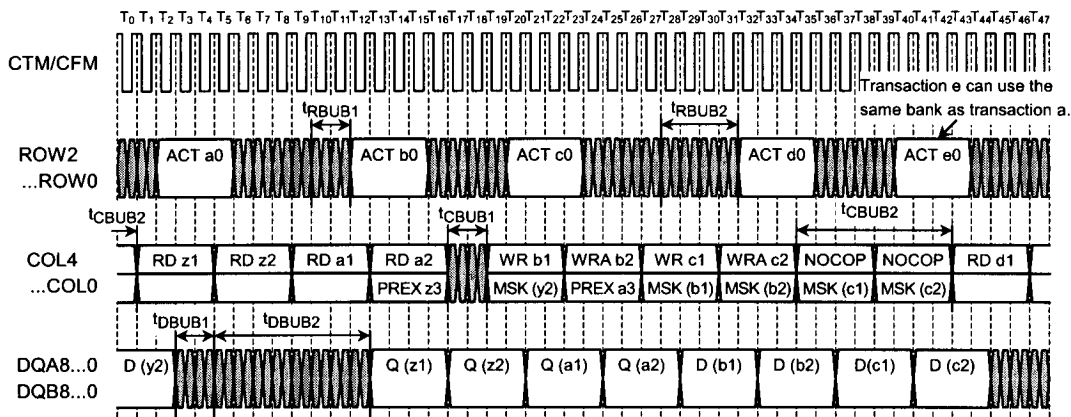 T0 T1 T2 T3 T4 T5 T6 T7 T8 T9 T10 T11 T12 T13 T14 T15 T16 T17 T18 T19 T20 T21 T22 T23 T24 T25 T26 T27 T28 T29 T30 T31 T32 T33 T34 T35 T36 T37 T38 T39 T40 T41 T42 T43 T44 T45 T46 T47
CTM/CFM
Transaction e can use the
same bank as transaction a.
tRBUB1 tRBUB2
ROW2 ACT a0 ACT b0 ACT c0 ACT d0 ACT e0
...ROW0
tCBUB2 tCBUB1 tCBUB2
COL4 RD z1 RD z2 RD a1 RD a2 WR b1 WRA b2 WR c1 WRA c2 NOCOP NOCOP RD d1
...COL0 PREX z3 MSK (y2) PREX a3 MSK (b1) MSK (b2) MSK (c1) MSK (c2)
tDBUB1 tDBUB2
DQA8...0 D (y2) Q (z1) Q (z2) Q (a1) Q (a2) D (b1) D (b2) D(c1) D (c2)
DQB8...0